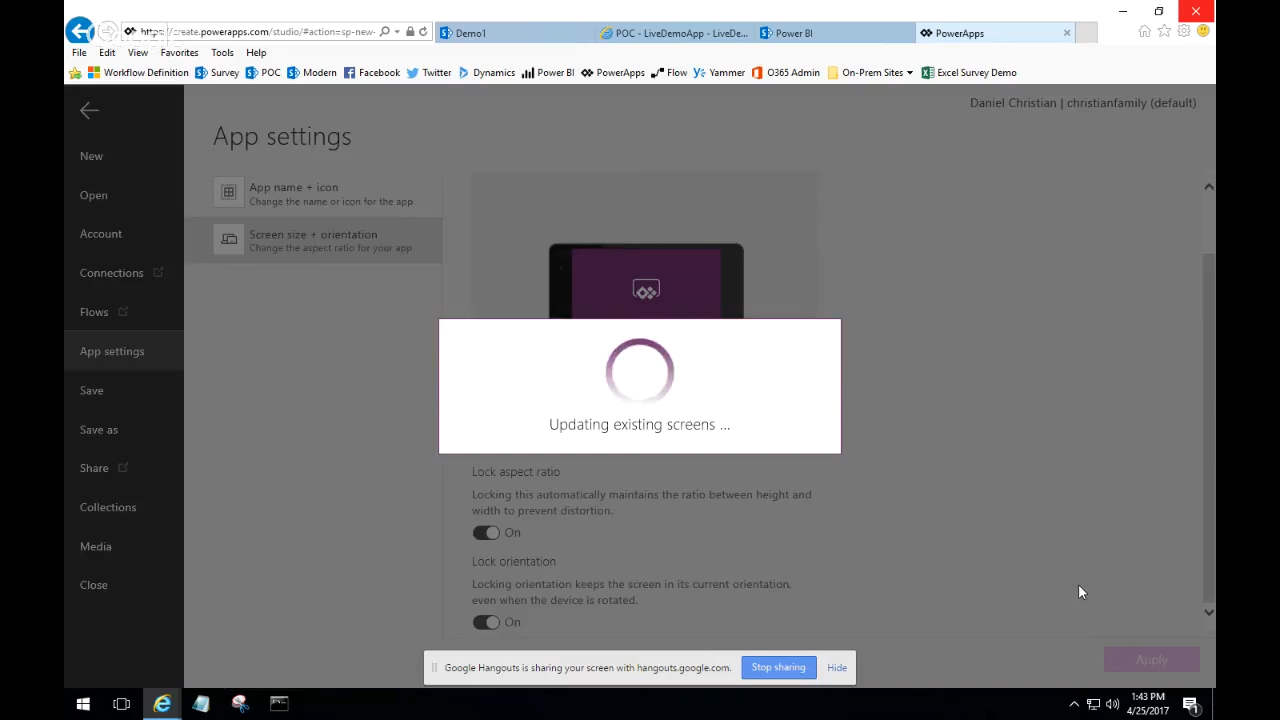 https://create.powerapps.com/studio/#action=sp-new-
Demo1
POC - LiveDemoApp - LiveDe...
Power BI
PowerApps
File Edit View Favorites Tools Help
Workflow Definition Survey POC Modern Facebook Twitter Dynamics Power BI PowerApps Flow Yammer O365 Admin On-Prem Sites Excel Survey Demo
Daniel Christian | christianfamily (default)
App settings
New
Open
Account
Connections
Flows
App settings
Save
Save as
Share
Collections
Media
Close
App name + icon
Change the name or icon for the app
Screen size + orientation
Change the aspect ratio for your app
Updating existing screens ...
Lock aspect ratio
Locking this automatically maintains the ratio between height and
width to prevent distortion.
On
Lock orientation
Locking orientation keeps the screen in its current orientation,
even when the device is rotated.
On
Apply
Google Hangouts is sharing your screen with hangouts.google.com.
Stop sharing
Hide
1:43 PM
4/25/2017
1